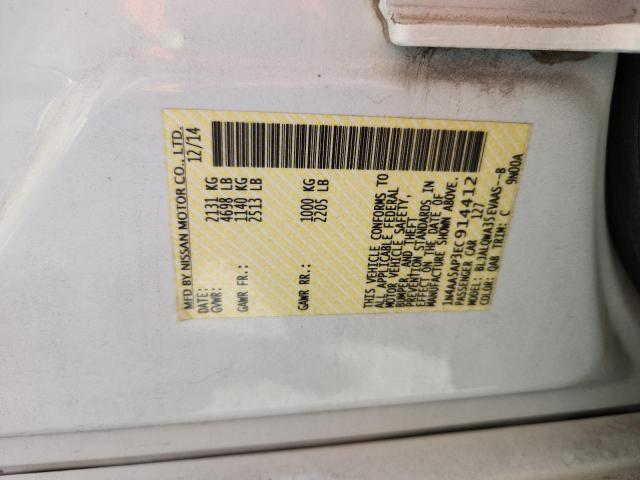 MFD BY NISSAN MOTOR CO., LTD.
DATE: 12/14
GVWR: 2131 KG
4698 LB
GAWR FR: 1140 KG
2513 LB
GAWR RR: 1000 KG
2205 LB
THIS VEHICLE CONFORMS TO
ALL APPLICABLE FEDERAL
MOTOR VEHICLE SAFETY,
BUMPER, AND THEFT
PREVENTION STANDARDS IN
EFFECT ON THE DATE OF
MANUFACTURE SHOWN ABOVE.
1N4AA5AP3EC914412
PASSENGER CAR 127
MODEL: BLJALQWA35EVAAS--B
COLOR: QAB TRIM: C 9N00A